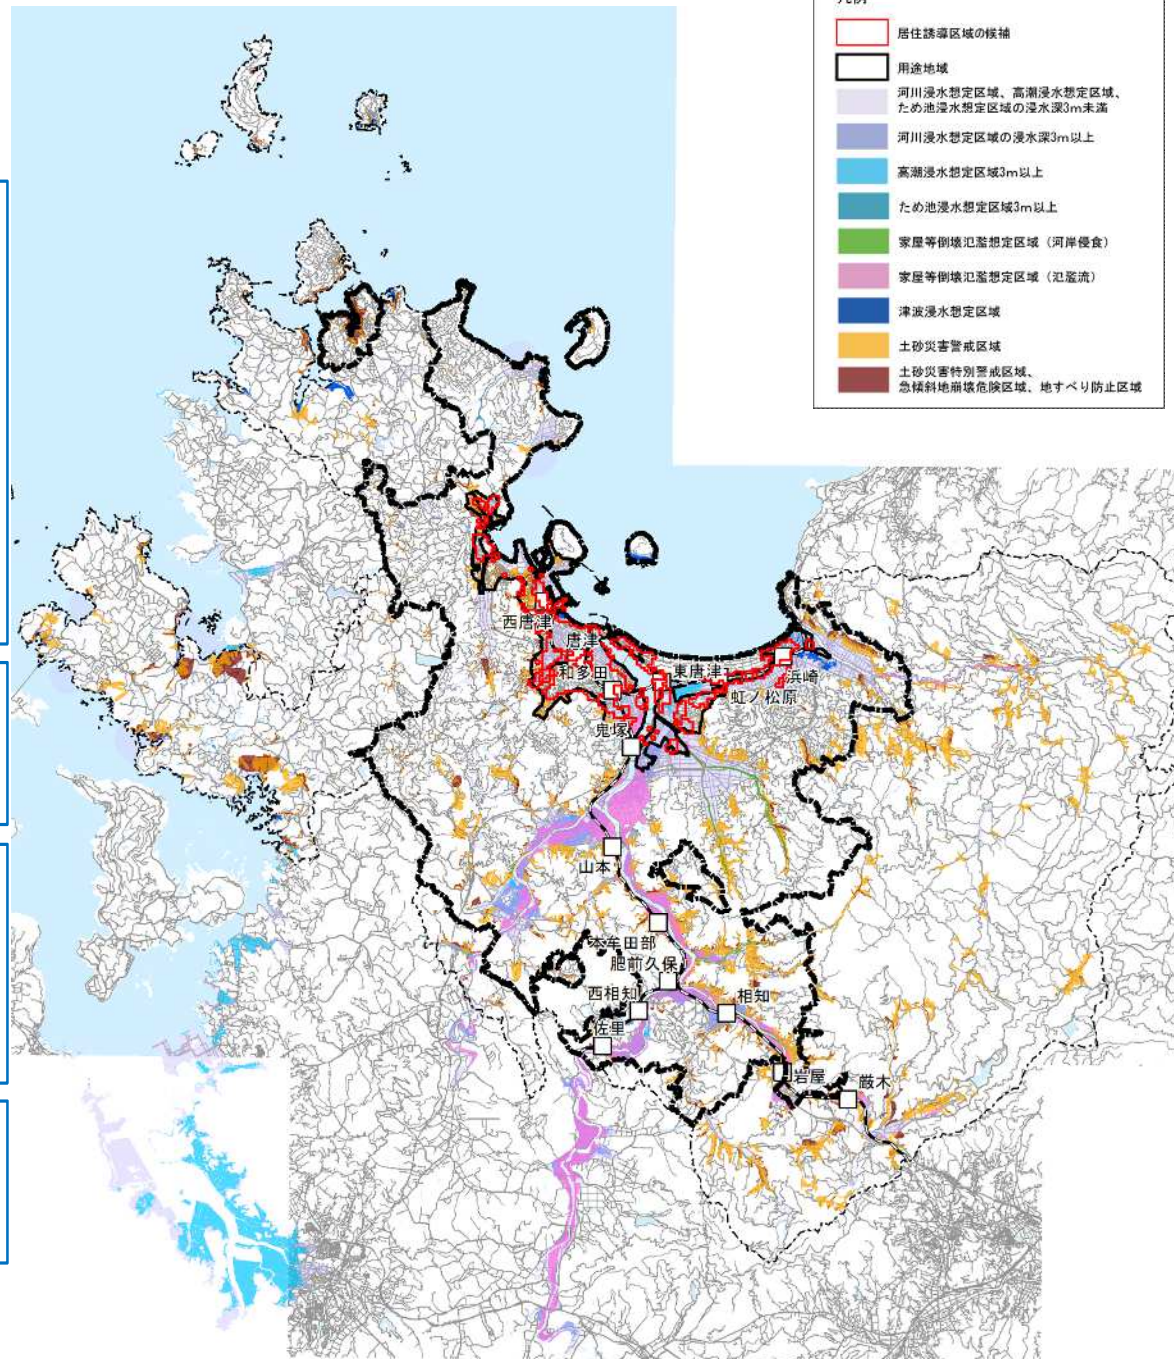 居住誘導区域の候補
用途地域
河川浸水想定区域、高潮浸水想定区域、
ため池浸水想定区域の浸水深3m未満
河川浸水想定区域の浸水深3m以上
高潮浸水想定区域3m以上
ため池浸水想定区域3m以上
家屋等倒壊氾濫想定区域（河岸侵食）
家屋等倒壊氾濫想定区域（氾濫流）
津波浸水想定区域
土砂災害警戒区域
土砂災害特別警戒区域、
急傾斜地崩壊危険区域、地すべり防止区域
西唐津
唐津
和多田
東唐津
浜崎
虹ノ松原
鬼塚
山本
本牟田部
肥前久保
西相知
相知
佐里
岩屋
厳木